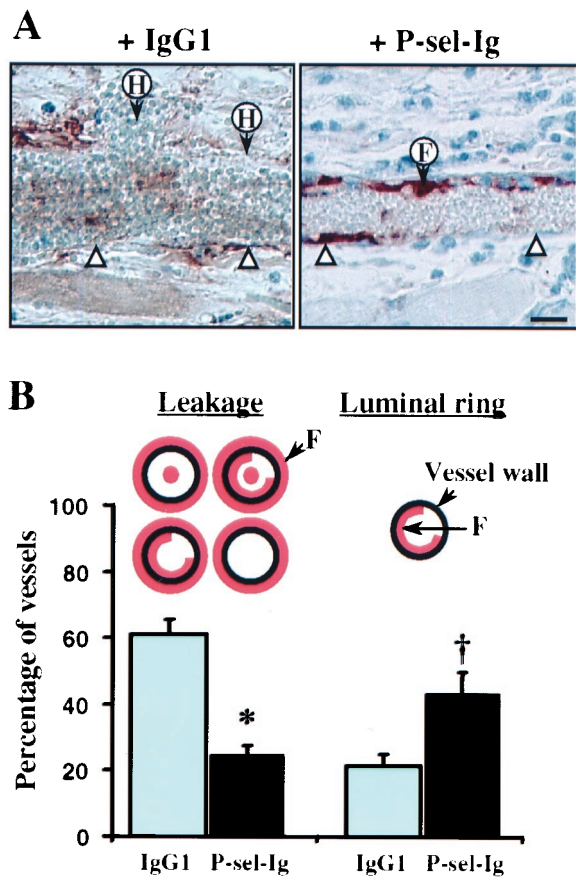 A
+ IgG1
+ P-sel-Ig
H
H
F
B
Leakage
Luminal ring
F
Vessel wall
F
Percentage of vessels
100
80
60
40
20
0
*
†
IgG1
P-sel-Ig
IgG1
P-sel-Ig